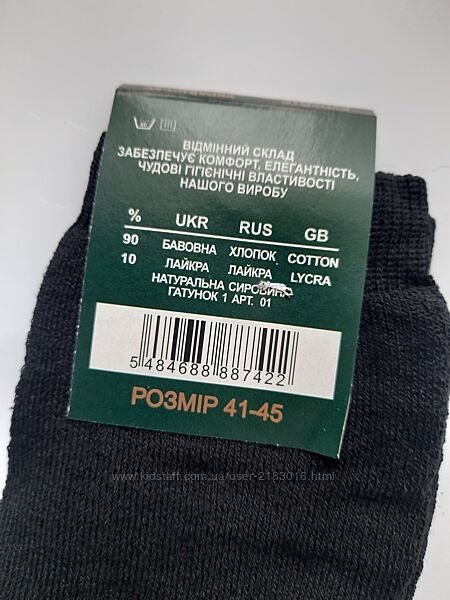 ВІДМІННИЙ СКЛАД
ЗАБЕЗПЕЧУЄ КОМФОРТ, ЕЛЕГАНТНІСТЬ,
ЧУДОВІ ГІГІЄНІЧНІ ВЛАСТИВОСТІ
НАШОГО ВИРОБУ
% UKR RUS GB
90 БАВОВНА ХЛОПОК COTTON
10 ЛАЙКРА ЛАЙКРА LYCRA
НАТУРАЛЬНА СИРОВИНА
ГАТУНОК 1 АРТ. 01
5 484688 887422
РОЗМІР 41-45
www.kidstaff.com.ua/user-2183016.html